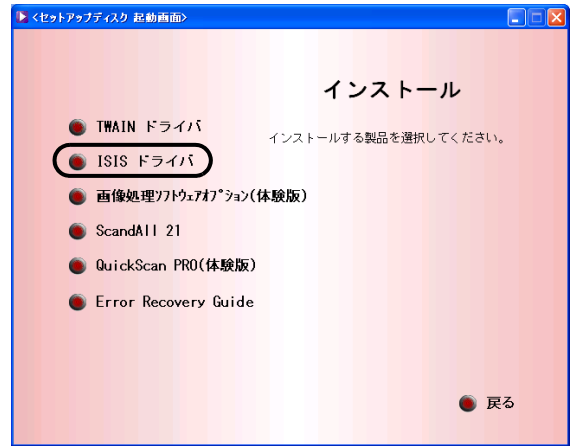 <セットアップディスク 起動画面>
インストール
インストールする製品を選択してください。
TWAIN ドライバ
ISIS ドライバ
画像処理ソフトウェアオプション(体験版)
ScandAll 21
QuickScan PRO(体験版)
Error Recovery Guide
戻る